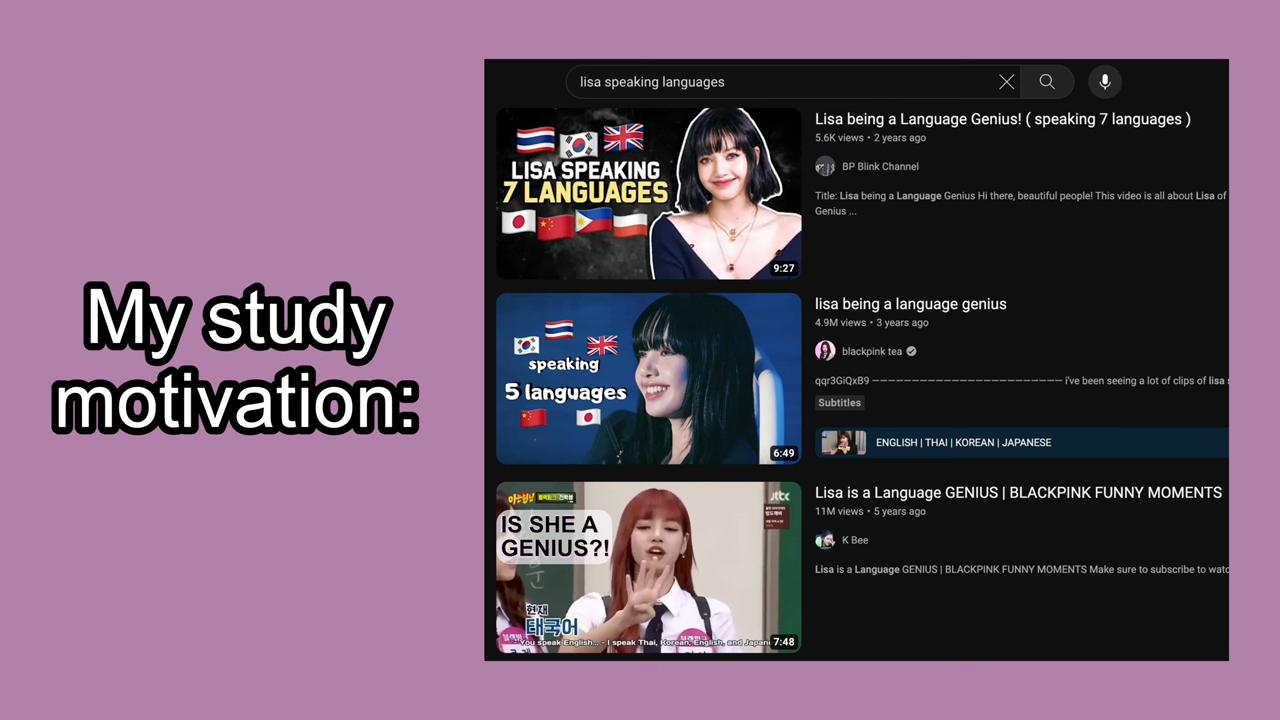 My study
motivation:
lisa speaking languages
LISA SPEAKING
7 LANGUAGES
9:27
Lisa being a Language Genius! ( speaking 7 languages )
5.6K views • 2 years ago
BP Blink Channel
Title: Lisa being a Language Genius Hi there, beautiful people! This video is all about Lisa of
Genius ...
speaking
5 languages
6:49
lisa being a language genius
4.9M views • 3 years ago
blackpink tea
qqr3GiQxB9 ———————————————————————— i've been seeing a lot of clips of lisa
Subtitles
ENGLISH | THAI | KOREAN | JAPANESE
아는형님
jtbc
IS SHE A
GENIUS?!
현재
태국어
You speak English... - I speak Thai, Korean, English, and Japan
7:48
Lisa is a Language GENIUS | BLACKPINK FUNNY MOMENTS
11M views • 5 years ago
K Bee
Lisa is a Language GENIUS | BLACKPINK FUNNY MOMENTS Make sure to subscribe to watc